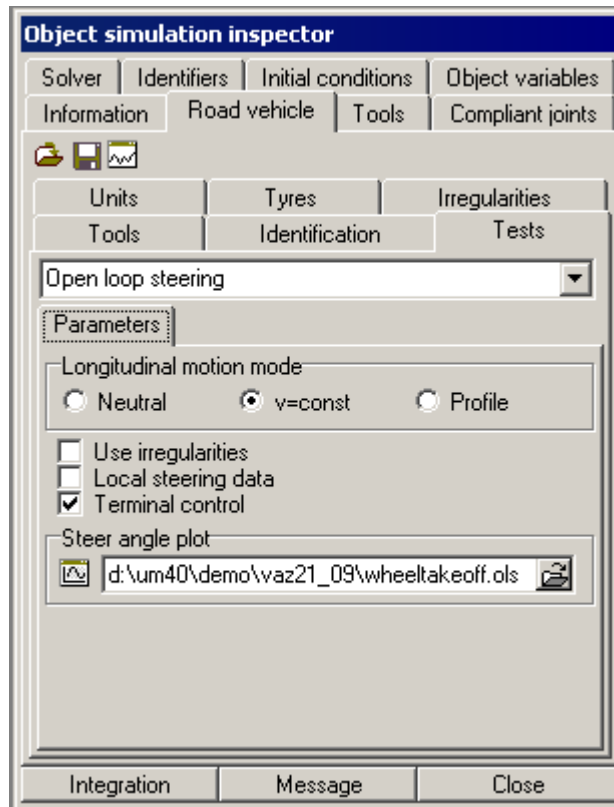 Object simulation inspector
Solver Identifiers Initial conditions Object variables
Information Road vehicle Tools Compliant joints
Units Tyres Irregularities
Tools Identification Tests
Open loop steering
Parameters
Longitudinal motion mode
Neutral v=const Profile
Use irregularities
Local steering data
Terminal control
Steer angle plot
d:\um40\demo\vaz21_09\wheeltakeoff.ols
Integration Message Close